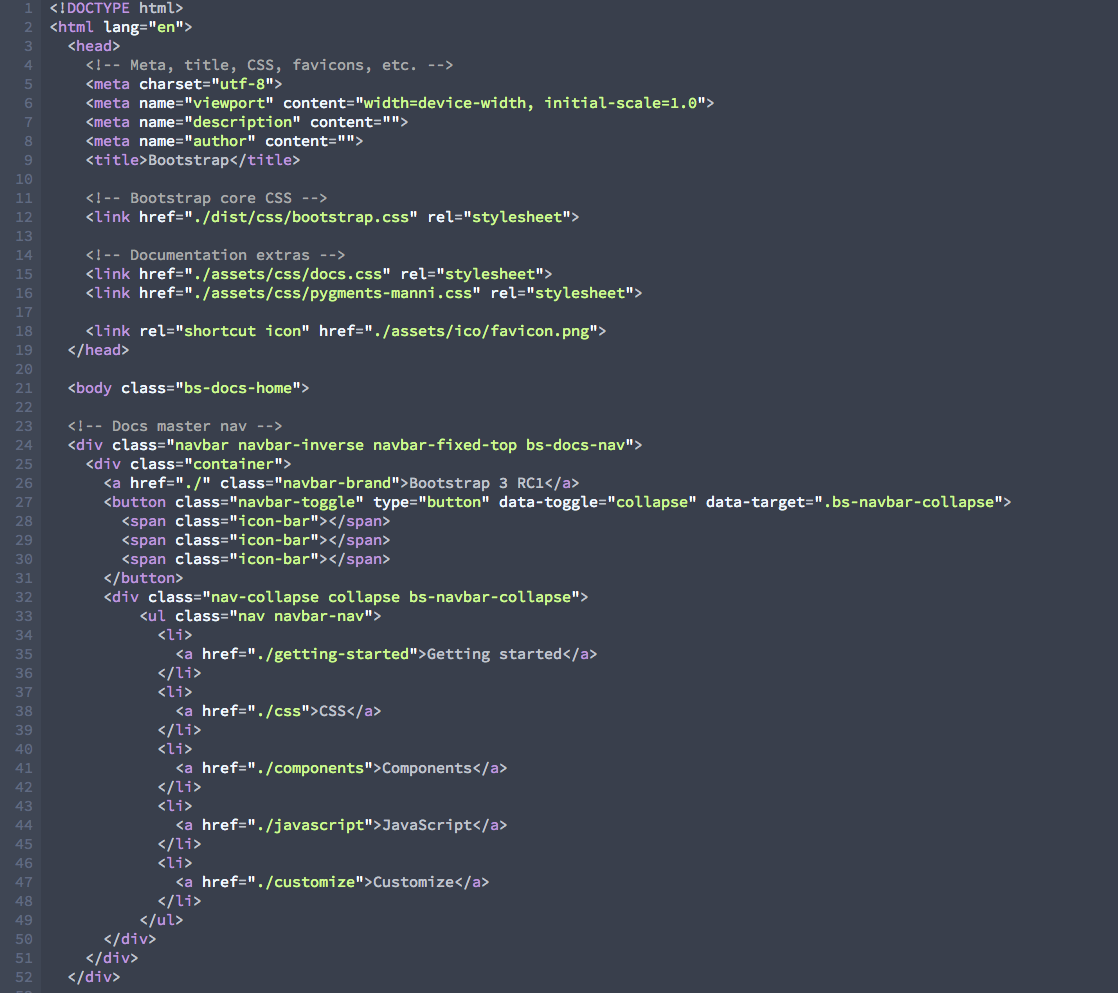 1 <!DOCTYPE html>
2 <html lang="en">
3   <head>
4     <!-- Meta, title, CSS, favicons, etc. -->
5     <meta charset="utf-8">
6     <meta name="viewport" content="width=device-width, initial-scale=1.0">
7     <meta name="description" content="">
8     <meta name="author" content="">
9     <title>Bootstrap</title>
10
11     <!-- Bootstrap core CSS -->
12     <link href="./dist/css/bootstrap.css" rel="stylesheet">
13
14     <!-- Documentation extras -->
15     <link href="./assets/css/docs.css" rel="stylesheet">
16     <link href="./assets/css/pygments-manni.css" rel="stylesheet">
17
18     <link rel="shortcut icon" href="./assets/ico/favicon.png">
19   </head>
20
21   <body class="bs-docs-home">
22
23   <!-- Docs master nav -->
24   <div class="navbar navbar-inverse navbar-fixed-top bs-docs-nav">
25     <div class="container">
26       <a href="./" class="navbar-brand">Bootstrap 3 RC1</a>
27       <button class="navbar-toggle" type="button" data-toggle="collapse" data-target=".bs-navbar-collapse">
28         <span class="icon-bar"></span>
29         <span class="icon-bar"></span>
30         <span class="icon-bar"></span>
31       </button>
32       <div class="nav-collapse collapse bs-navbar-collapse">
33           <ul class="nav navbar-nav">
34             <li>
35               <a href="./getting-started">Getting started</a>
36             </li>
37             <li>
38               <a href="./css">CSS</a>
39             </li>
40             <li>
41               <a href="./components">Components</a>
42             </li>
43             <li>
44               <a href="./javascript">JavaScript</a>
45             </li>
46             <li>
47               <a href="./customize">Customize</a>
48             </li>
49           </ul>
50       </div>
51     </div>
52   </div>